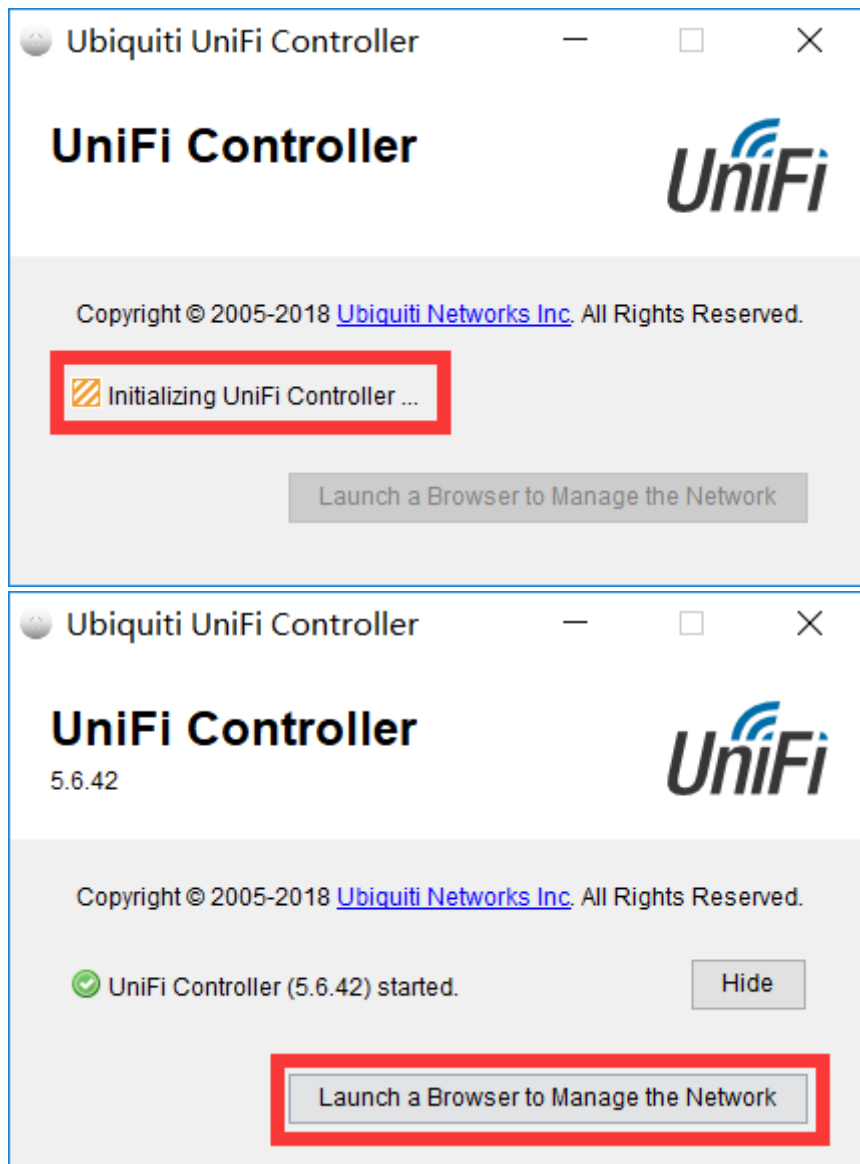 Ubiquiti UniFi Controller
UniFi Controller
UniFi
Copyright © 2005-2018 Ubiquiti Networks Inc. All Rights Reserved.
Initializing UniFi Controller ...
Launch a Browser to Manage the Network
Ubiquiti UniFi Controller
UniFi Controller
UniFi
5.6.42
Copyright © 2005-2018 Ubiquiti Networks Inc. All Rights Reserved.
UniFi Controller (5.6.42) started.
Hide
Launch a Browser to Manage the Network